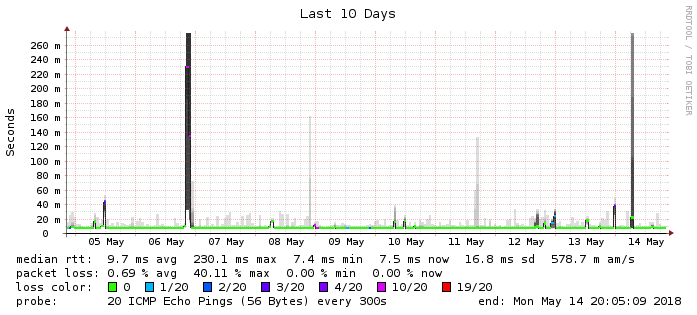 Last 10 Days
RRDTOOL / TOBI OETIKER
Seconds
260 m
240 m
220 m
200 m
180 m
160 m
140 m
120 m
100 m
80 m
60 m
40 m
20 m
0
05 May 06 May 07 May 08 May 09 May 10 May 11 May 12 May 13 May 14 May
median rtt: 9.7 ms avg 230.1 ms max 7.4 ms min 7.5 ms now 16.8 ms sd 578.7 m am/s
packet loss: 0.69 % avg 40.11 % max 0.00 % min 0.00 % now
loss color: 0 1/20 2/20 3/20 4/20 10/20 19/20
probe: 20 ICMP Echo Pings (56 Bytes) every 300s end: Mon May 14 20:05:09 2018